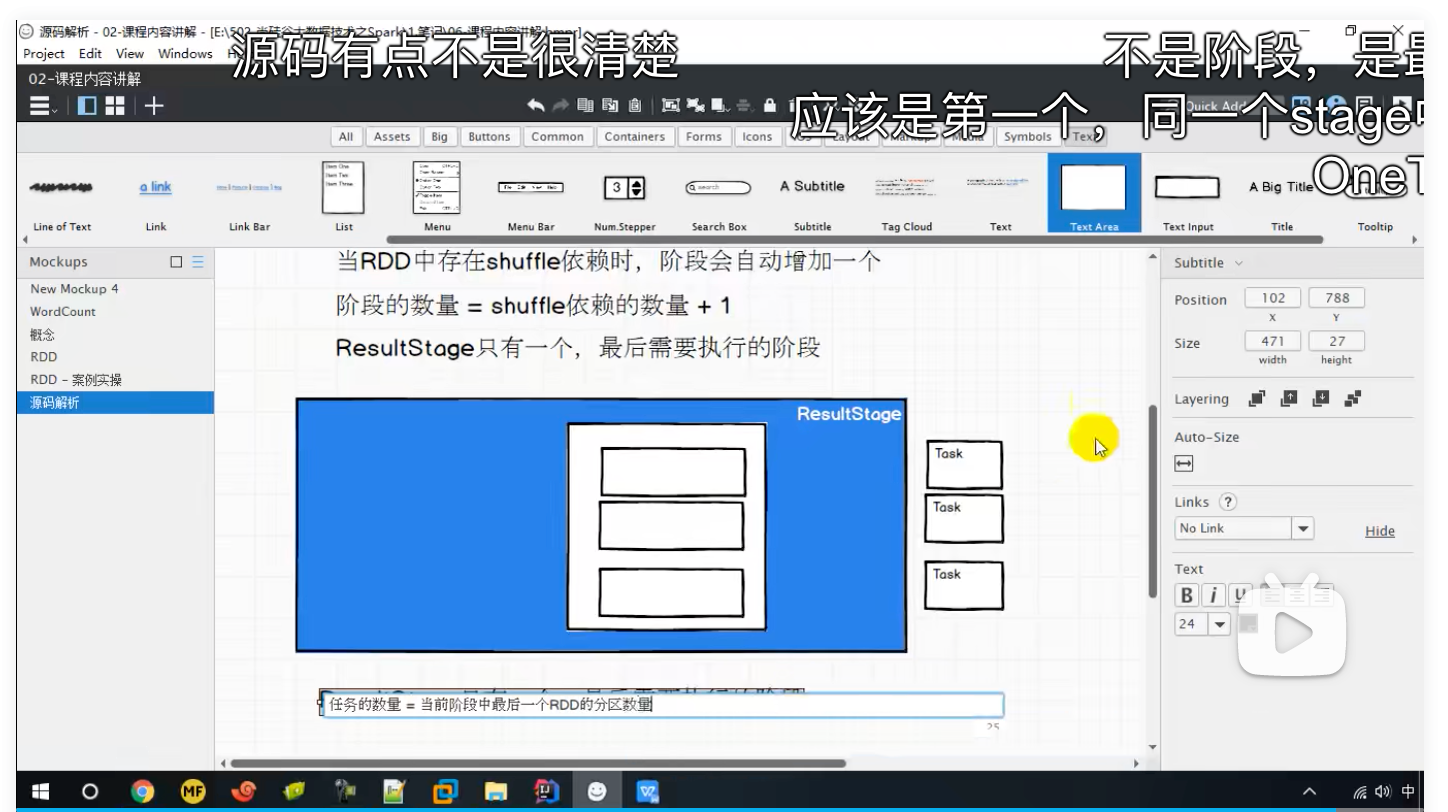 源码解析 - 02-课程内容讲解 - [E:\502_尚硅谷大数据技术之Spark\1.笔记\06-课程内容讲解.bmpr]
Project Edit View Windows
源码有点不是很清楚
不是阶段，是最
02-课程内容讲解
Quick Add
应该是第一个，同一个stage中
All Assets Big Buttons Common Containers Forms Icons iOS Layout Markup Media Symbols Text
a link
Item One
Item Two
Item Three
3
search
A Subtitle
A Big Title
OneT
Line of Text Link Link Bar List Menu Menu Bar Num.Stepper Search Box Subtitle Tag Cloud Text Text Area Text Input Title Tooltip
Mockups
New Mockup 4
WordCount
概念
RDD
RDD - 案例实操
源码解析
当RDD中存在shuffle依赖时，阶段会自动增加一个
阶段的数量 = shuffle依赖的数量 + 1
ResultStage只有一个，最后需要执行的阶段
ResultStage
Task
Task
Task
任务的数量 = 当前阶段中最后一个RDD的分区数量
25
Subtitle
Position 102 788
X Y
Size 471 27
width height
Layering
Auto-Size
Links ?
No Link Hide
Text
B i U
24
MF
中